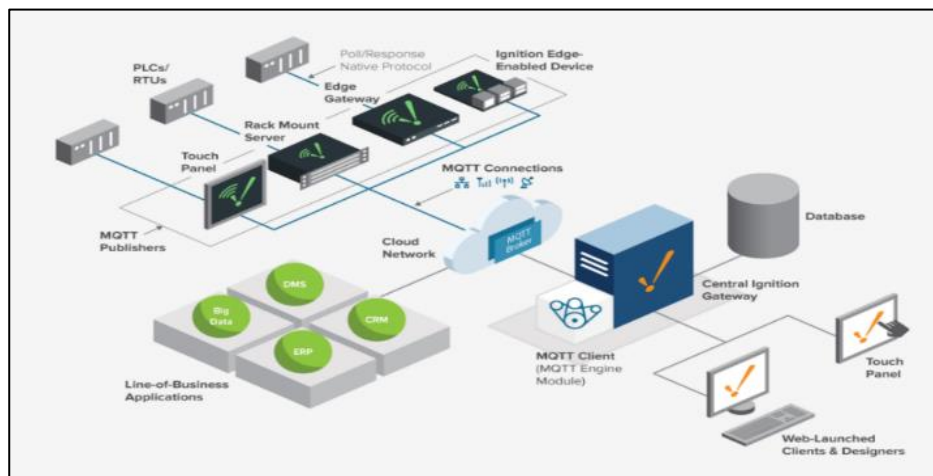 Poll/Response
Native Protocol
Ignition Edge-
Enabled Device
PLCs/
RTUs
Edge
Gateway
Rack Mount
Server
Touch
Panel
MQTT Connections
MQTT
Publishers
Cloud
Network
MQTT
Broker
Database
Central Ignition
Gateway
DMS
Big
Data
CRM
ERP
MQTT Client
(MQTT Engine
Module)
Touch
Panel
Line-of-Business
Applications
Web-Launched
Clients & Designers